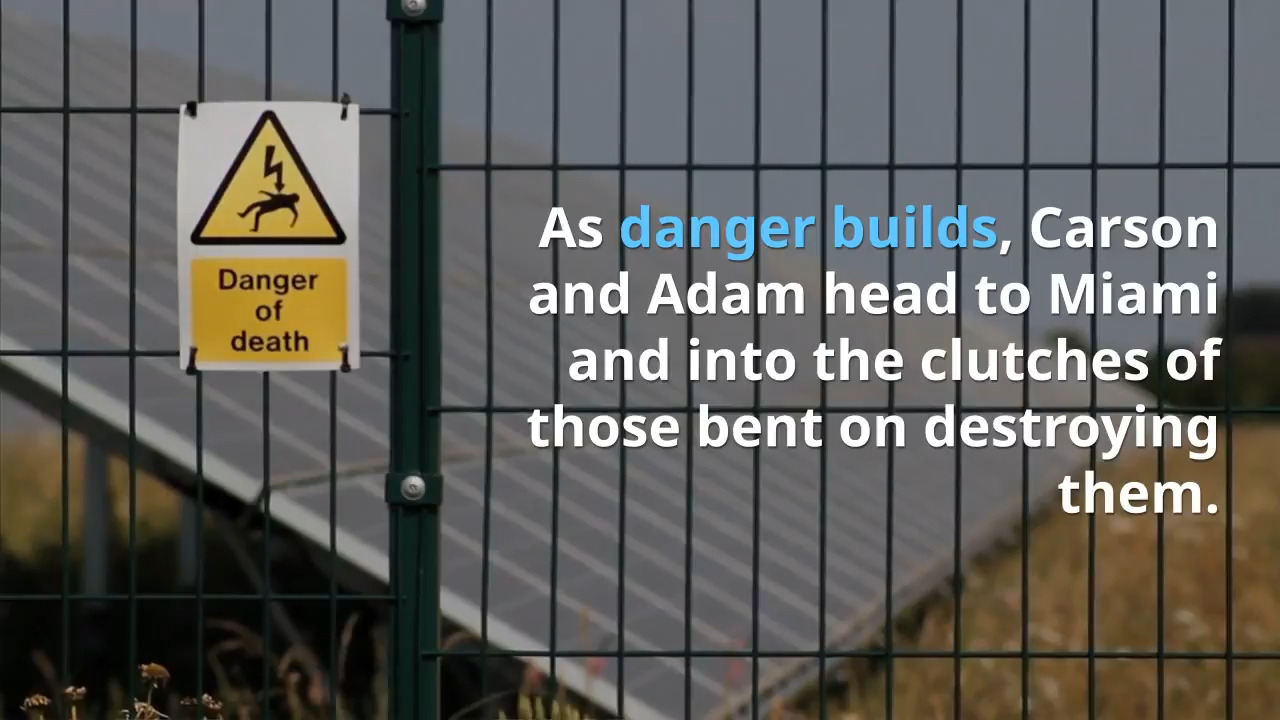 Danger
of
death
As danger builds, Carson
and Adam head to Miami
and into the clutches of
those bent on destroying
them.